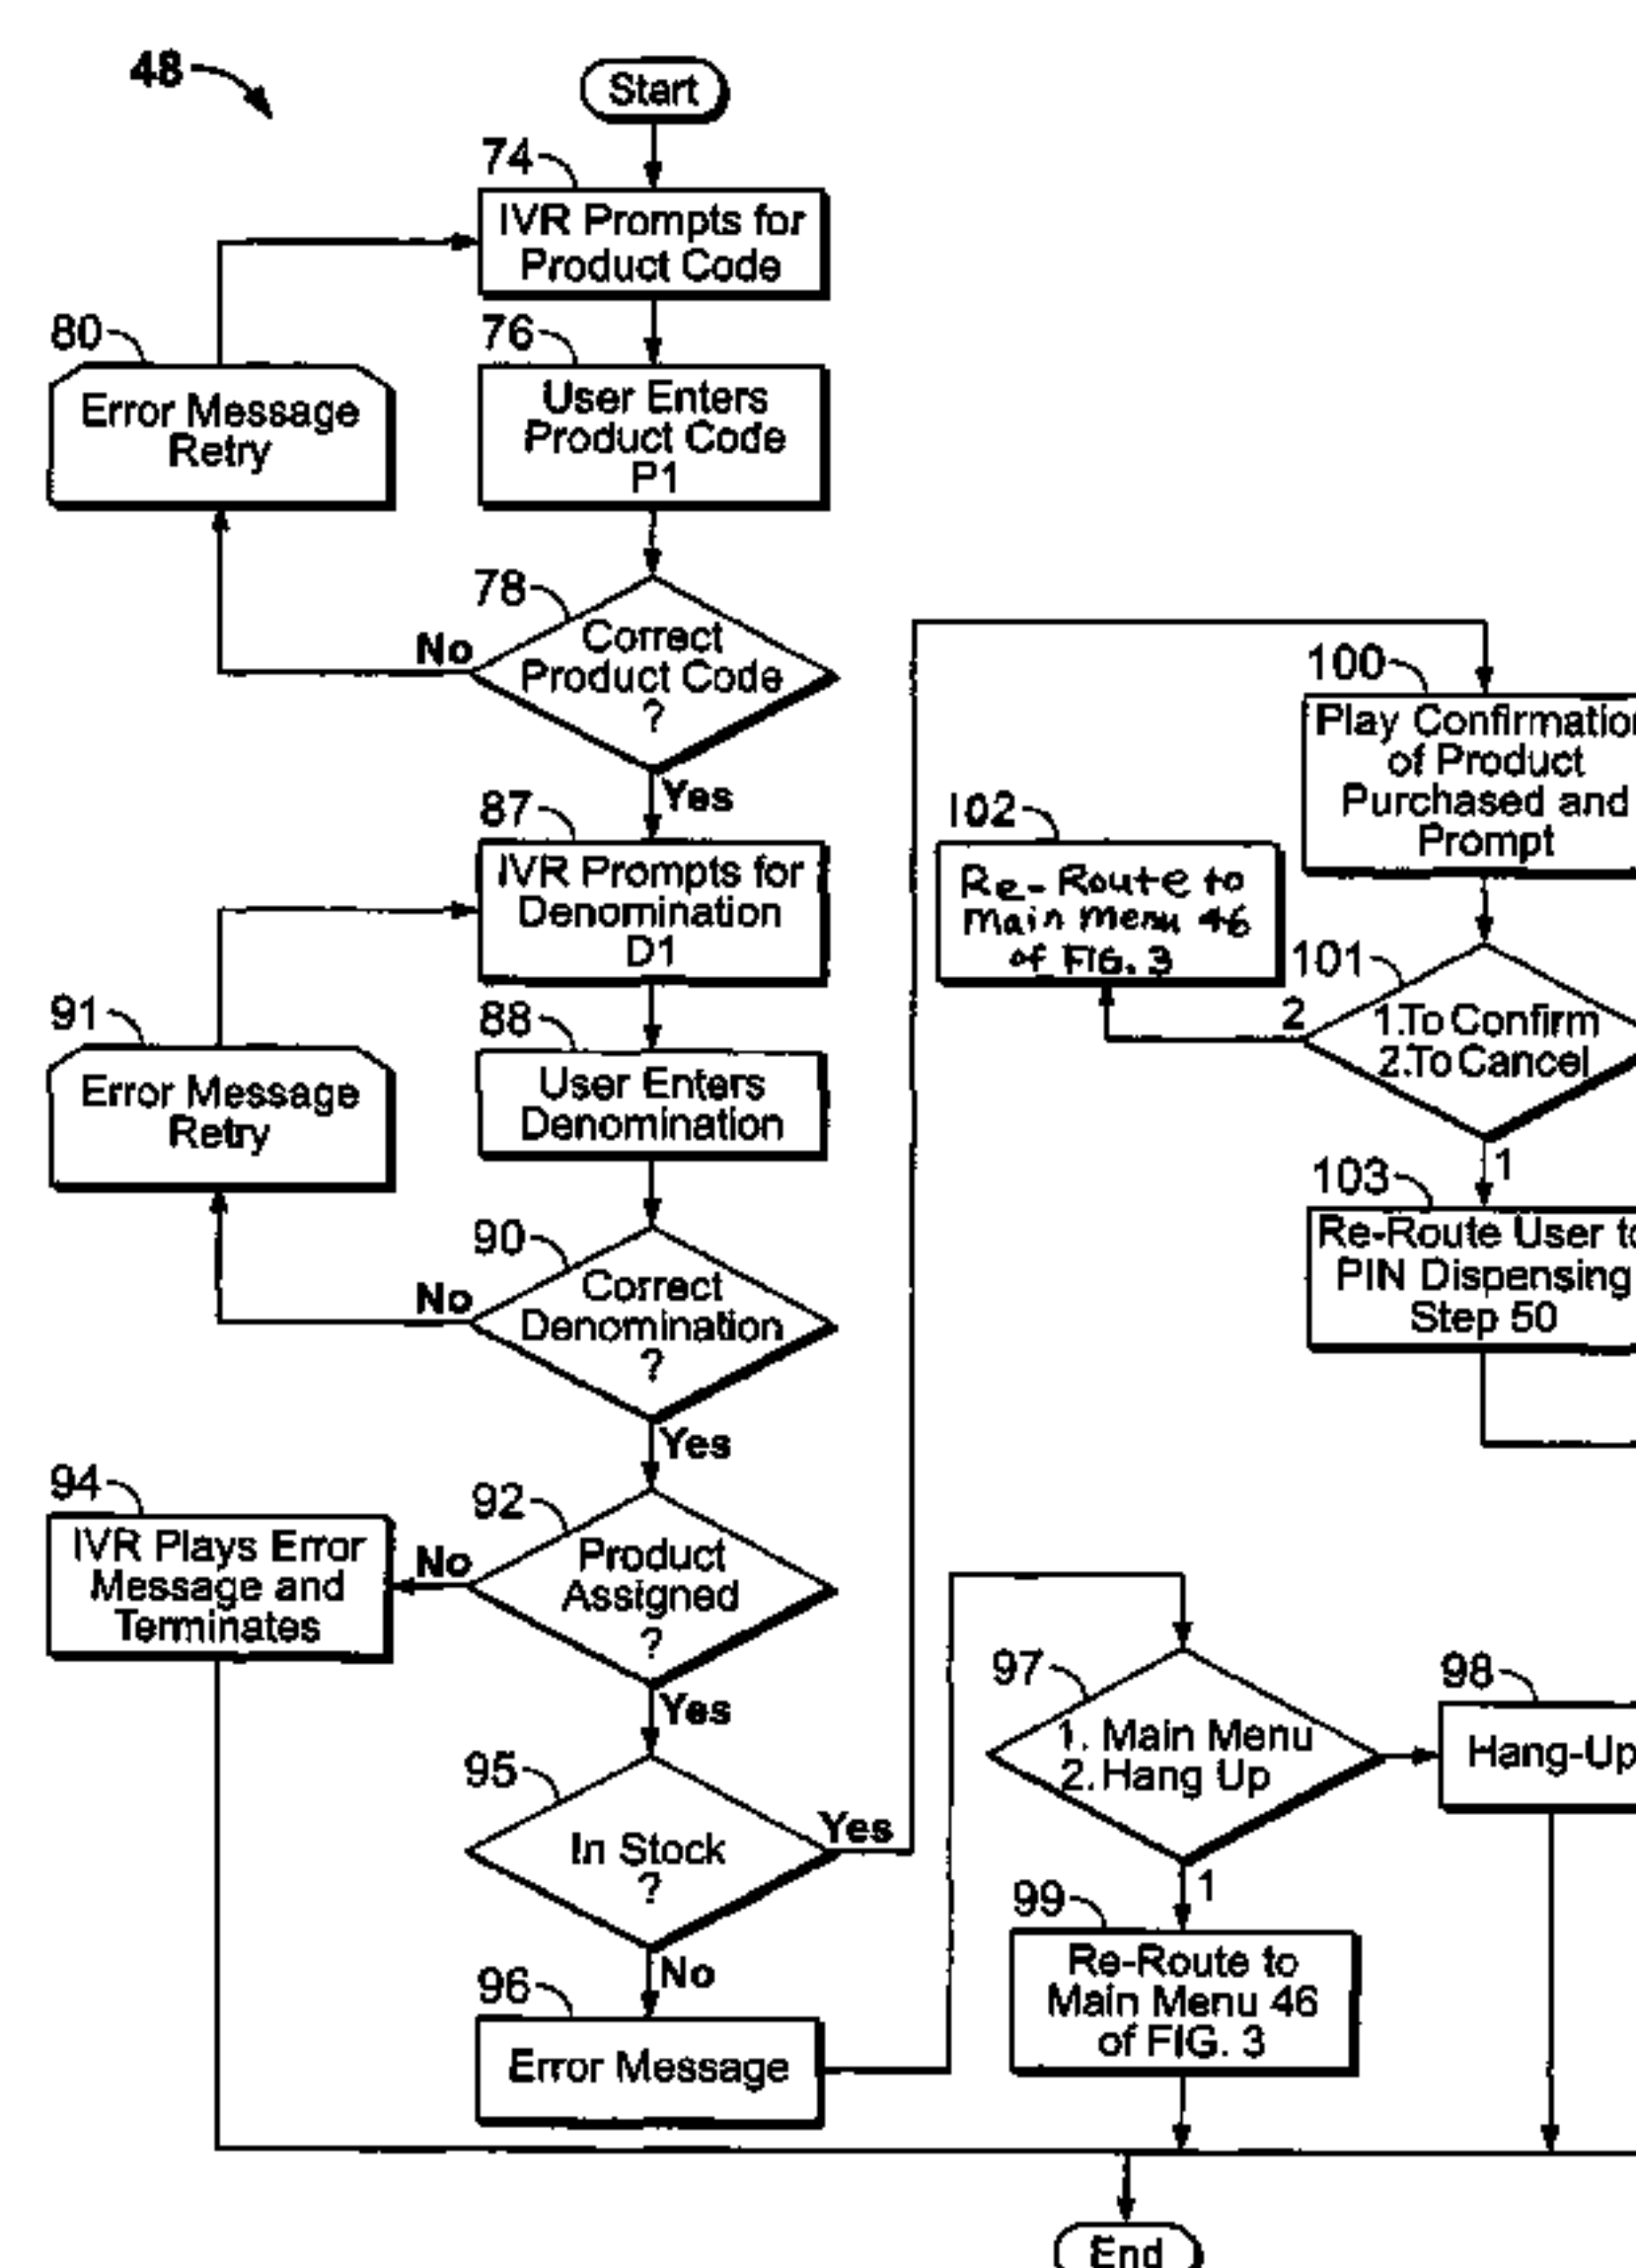 48
Start
74
IVR Prompts for
Product Code
80
Error Message
Retry
76
User Enters
Product Code
P1
78
Correct
Product Code
?
No
Yes
87
IVR Prompts for
Denomination
D1
91
Error Message
Retry
88
User Enters
Denomination
90
Correct
Denomination
?
No
Yes
94
IVR Plays Error
Message and
Terminates
92
Product
Assigned
?
No
Yes
95
In Stock
?
Yes
No
96
Error Message
100
Play Confirmation
of Product
Purchased and
Prompt
102
Re-Route to
main menu 46
of FIG. 3
101
1.To Confirm
2.To Cancel
2
1
103
Re-Route User to
PIN Dispensing
Step 50
97
1. Main Menu
2. Hang Up
98
Hang-Up
1
99
Re-Route to
Main Menu 46
of FIG. 3
End